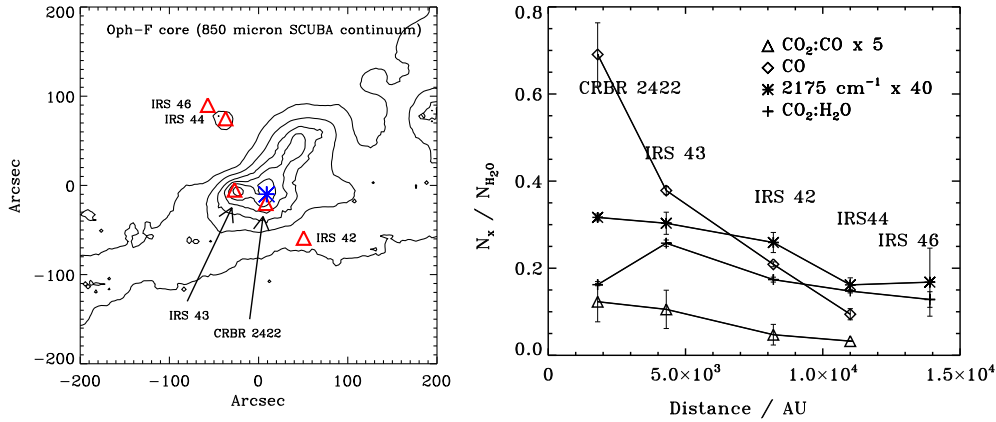 Oph-F core (850 micron SCUBA continuum)
200
100
0
−100
−200
Arcsec
IRS 46
IRS 44
IRS 42
IRS 43
CRBR 2422
−200
−100
0
100
200
Arcsec
0.8
0.6
0.4
0.2
0.0
Nₓ / N_H₂O
CO₂:CO x 5
CO
2175 cm⁻¹ x 40
CO₂:H₂O
CRBR 2422
IRS 43
IRS 42
IRS44
IRS 46
0
5.0×10³
1.0×10⁴
1.5×10⁴
Distance / AU